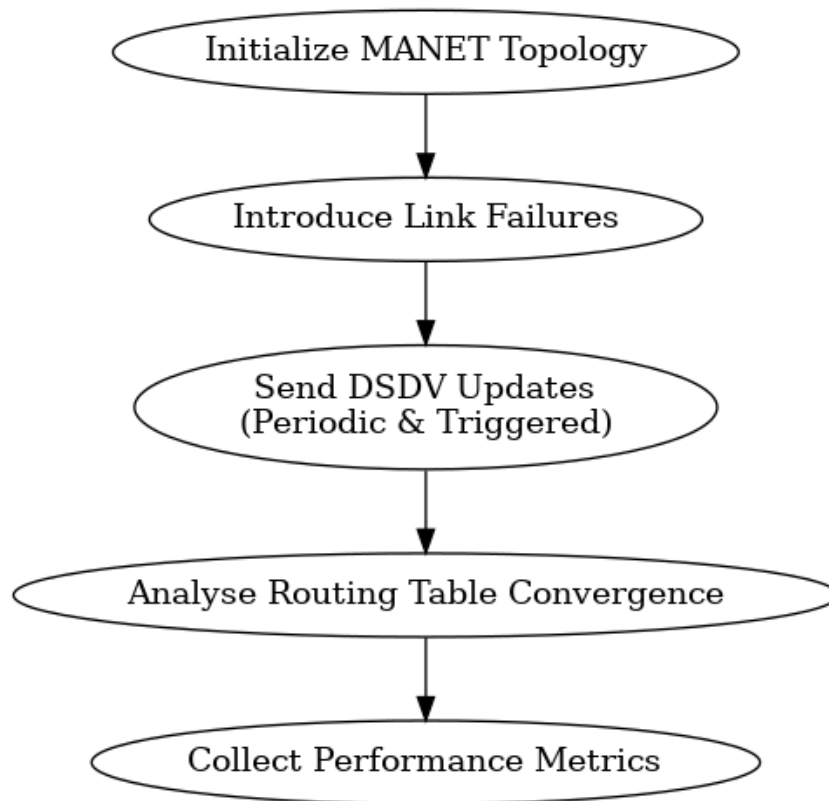 Initialize MANET Topology
Introduce Link Failures
Send DSDV Updates
(Periodic & Triggered)
Analyse Routing Table Convergence
Collect Performance Metrics